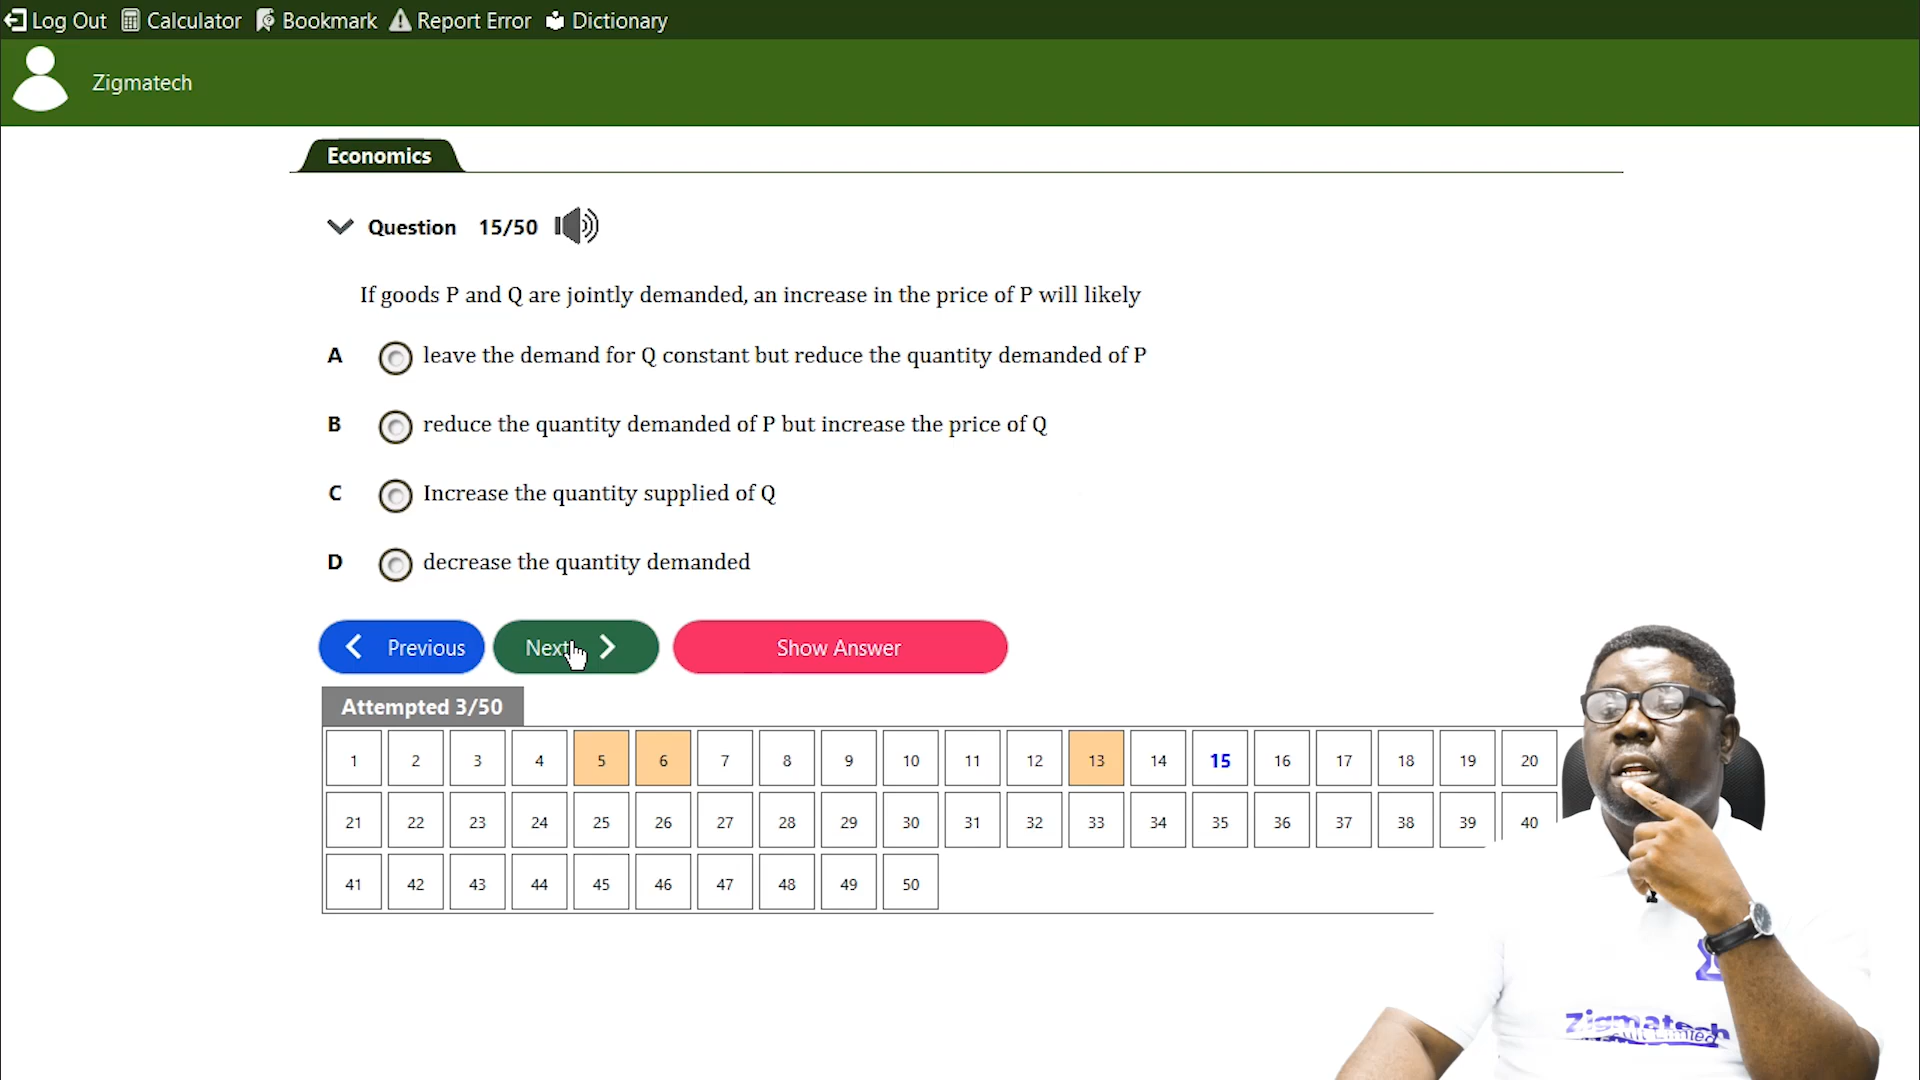 Log Out Calculator Bookmark Report Error Dictionary
Zigmatech
Economics
Question 15/50
If goods P and Q are jointly demanded, an increase in the price of P will likely
A leave the demand for Q constant but reduce the quantity demanded of P
B reduce the quantity demanded of P but increase the price of Q
C Increase the quantity supplied of Q
D decrease the quantity demanded
Previous Next Show Answer
Attempted 3/50
1 2 3 4 5 6 7 8 9 10 11 12 13 14 15 16 17 18 19 20
21 22 23 24 25 26 27 28 29 30 31 32 33 34 35 36 37 38 39 40
41 42 43 44 45 46 47 48 49 50
Zigmatech